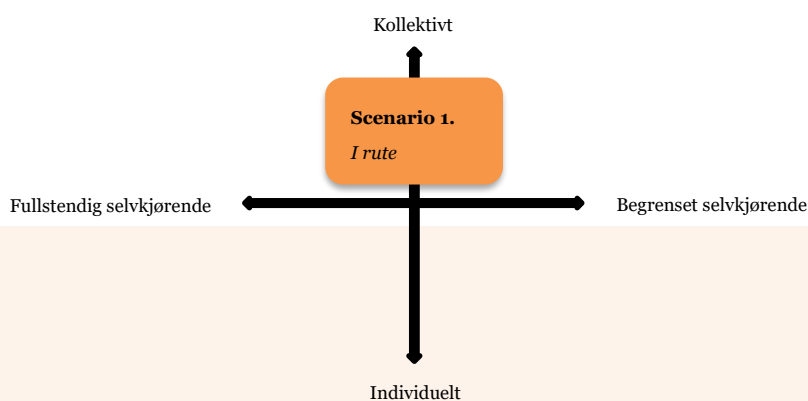 Kollektivt
Scenario 1.
I rute
Fullstendig selvkjørende
Begrenset selvkjørende
Individuelt